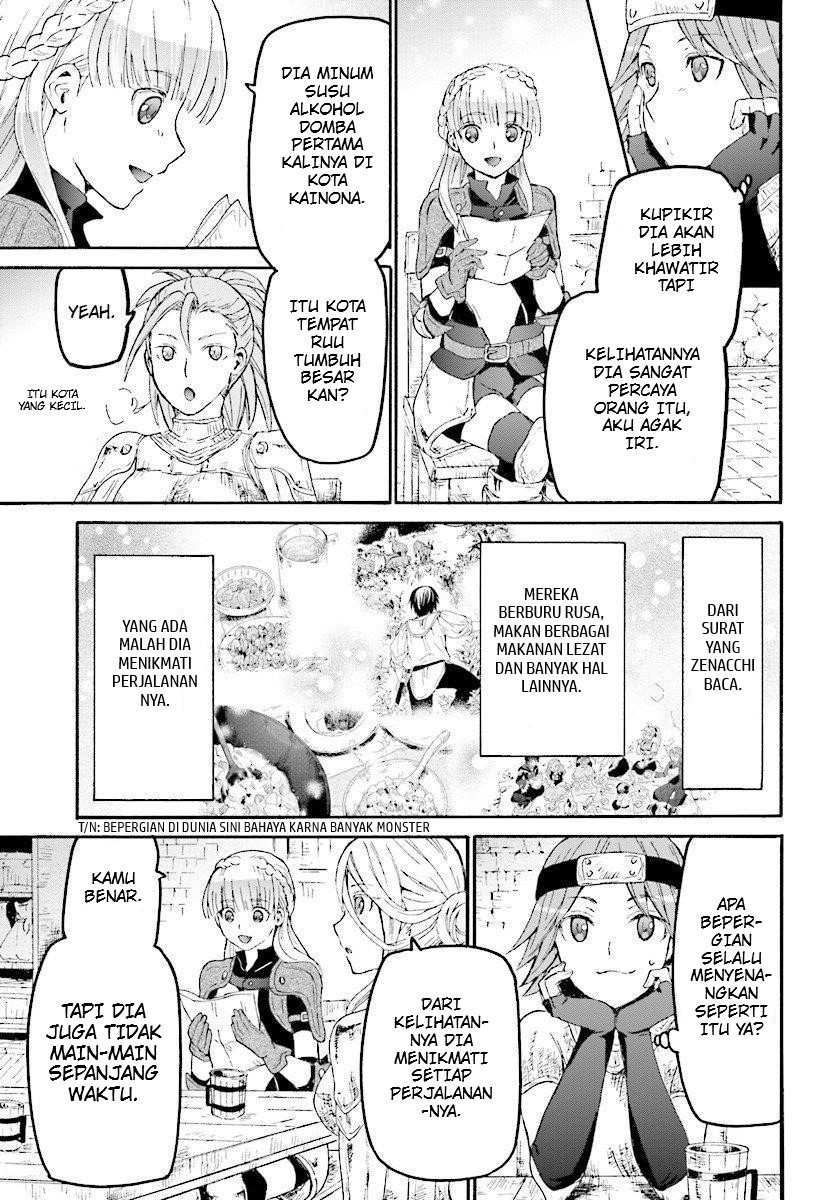 KUPIKIR
DIA AKAN
LEBIH
KHAWATIR
TAPI
KELIHATANNYA
DIA SANGAT
PERCAYA
ORANG ITU,
AKU AGAK
IRI.
DIA MINUM
SUSU
ALKOHOL
DOMBA
PERTAMA
KALINYA DI
KOTA
KAINONA.
ITU KOTA
TEMPAT
RUU
TUMBUH
BESAR
KAN?
YEAH.
ITU KOTA
YANG KECIL.
DARI
SURAT
YANG
ZENACCHI
BACA.
MEREKA
BERBURU RUSA,
MAKAN BERBAGAI
MAKANAN LEZAT
DAN BANYAK HAL
LAINNYA.
YANG ADA
MALAH DIA
MENIKMATI
PERJALANAN
NYA.
T/N: BEPERGIAN DI DUNIA SINI BAHAYA KARNA BANYAK MONSTER
APA
BEPER-
GIAN
SELALU
MENYENA-
NGKAN
SEPERTI
ITU YA?
DARI
KELIHATAN-
NYA DIA
MENIKMATI
SETIAP
PERJALANAN-
-NYA.
KAMU
BENAR.
TAPI DIA
JUGA TIDAK
MAIN-MAIN
SEPANJANG
WAKTU.